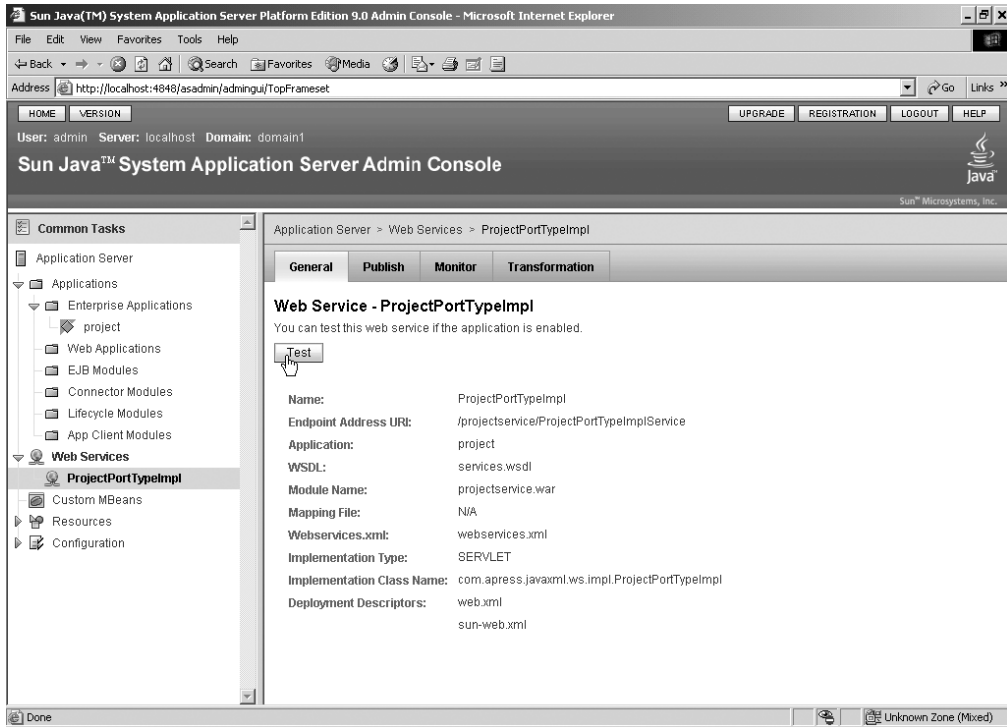 Sun Java(TM) System Application Server Platform Edition 9.0 Admin Console - Microsoft Internet Explorer
File Edit View Favorites Tools Help
Back Search Favorites Media
Address http://localhost:4848/asadmin/admingui/TopFrameset Go Links »
HOME VERSION UPGRADE REGISTRATION LOGOUT HELP
User: admin Server: localhost Domain: domain1
Sun Java™ System Application Server Admin Console
Java™
Sun™ Microsystems, Inc.
Common Tasks
Application Server
Applications
Enterprise Applications
project
Web Applications
EJB Modules
Connector Modules
Lifecycle Modules
App Client Modules
Web Services
ProjectPortTypeImpl
Custom MBeans
Resources
Configuration
Application Server > Web Services > ProjectPortTypeImpl
General Publish Monitor Transformation
Web Service - ProjectPortTypeImpl
You can test this web service if the application is enabled.
Test
Name: ProjectPortTypeImpl
Endpoint Address URI: /projectservice/ProjectPortTypeImplService
Application: project
WSDL: services.wsdl
Module Name: projectservice.war
Mapping File: N/A
Webservices.xml: webservices.xml
Implementation Type: SERVLET
Implementation Class Name: com.apress.javaxml.ws.impl.ProjectPortTypeImpl
Deployment Descriptors: web.xml
sun-web.xml
Done Unknown Zone (Mixed)